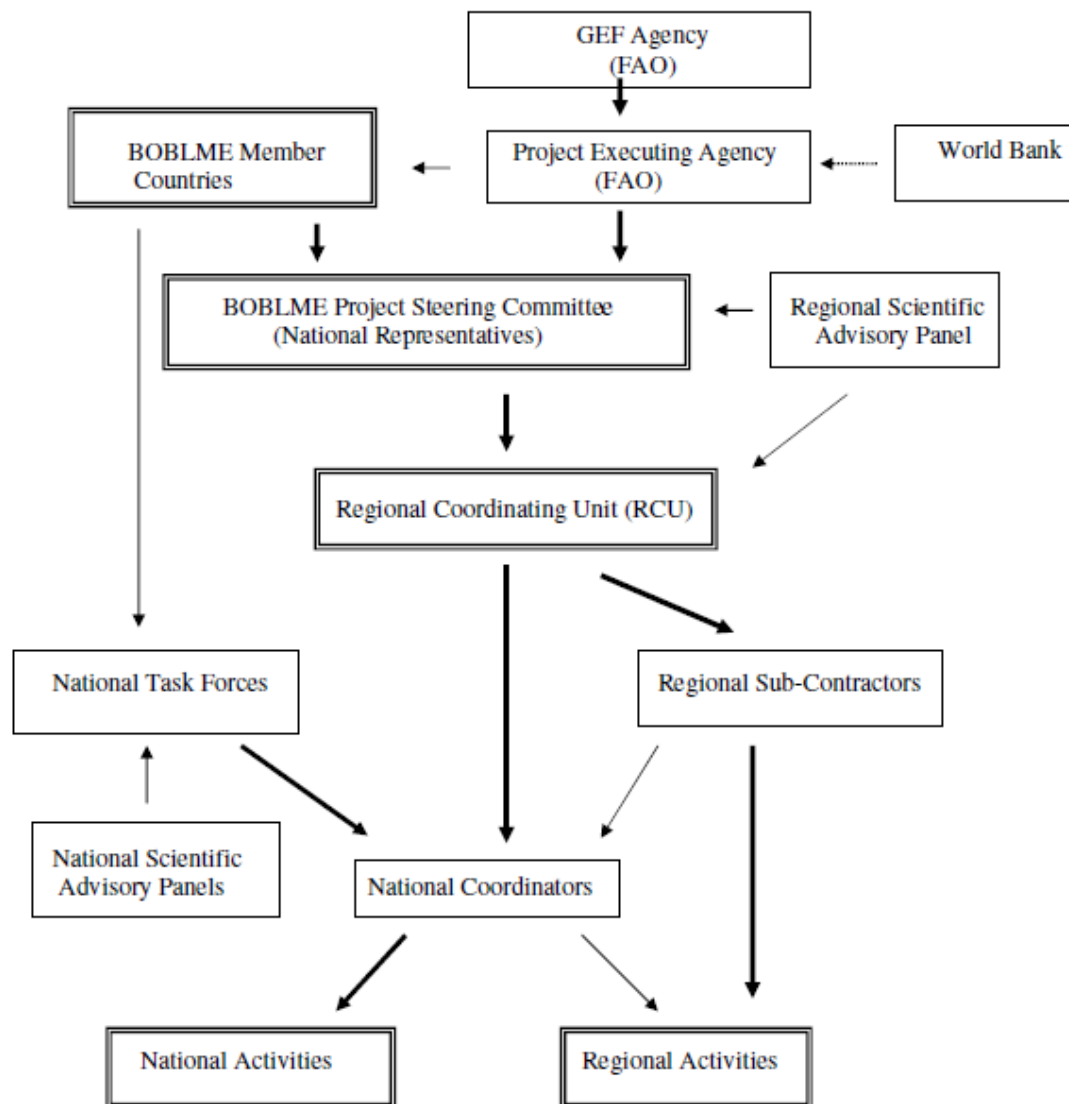 GEF Agency
(FAO)
BOBLME Member
Countries
Project Executing Agency
(FAO)
World Bank
BOBLME Project Steering Committee
(National Representatives)
Regional Scientific
Advisory Panel
Regional Coordinating Unit (RCU)
National Task Forces
Regional Sub-Contractors
National Scientific
Advisory Panels
National Coordinators
National Activities
Regional Activities